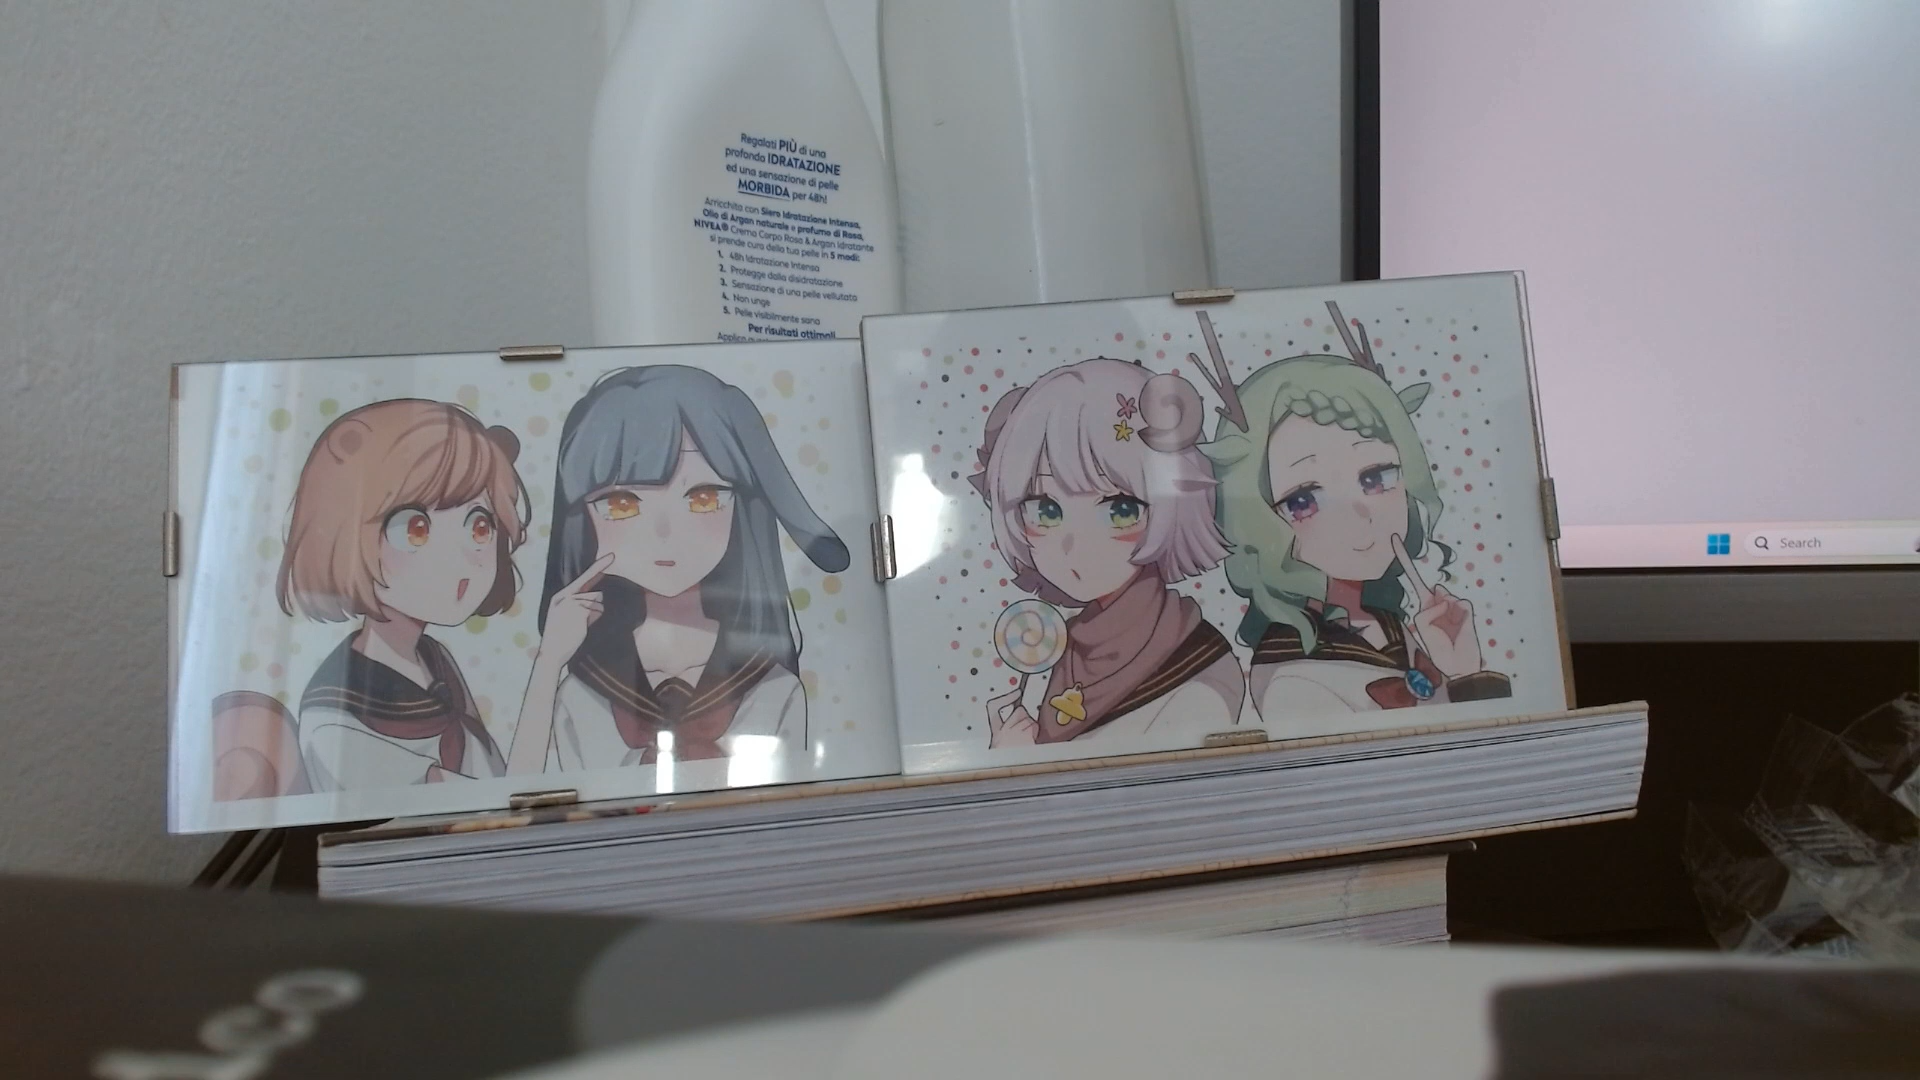 Regalati PIÙ di una
profonda IDRATAZIONE
ed una sensazione di pelle
MORBIDA per 48h!
Arricchita con Siero Idratazione Intensa,
Olio di Argan naturale e profumo di Rosa,
NIVEA® Crema Corpo Rosa & Argan Idratante
si prende cura della tua pelle in 5 modi:
1. 48h Idratazione Intensa
2. Protegge dalla disidratazione
3. Sensazione di una pelle vellutata
4. Non unge
5. Pelle visibilmente sana
Per risultati ottimali
Search